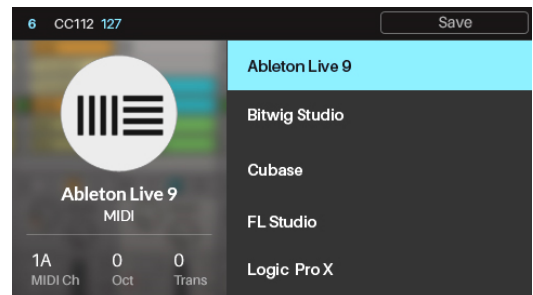 6 CC112 127 Save
Ableton Live 9
Bitwig Studio
Cubase
FL Studio
Logic Pro X
Ableton Live 9
MIDI
1A 0 0
MIDI Ch Oct Trans